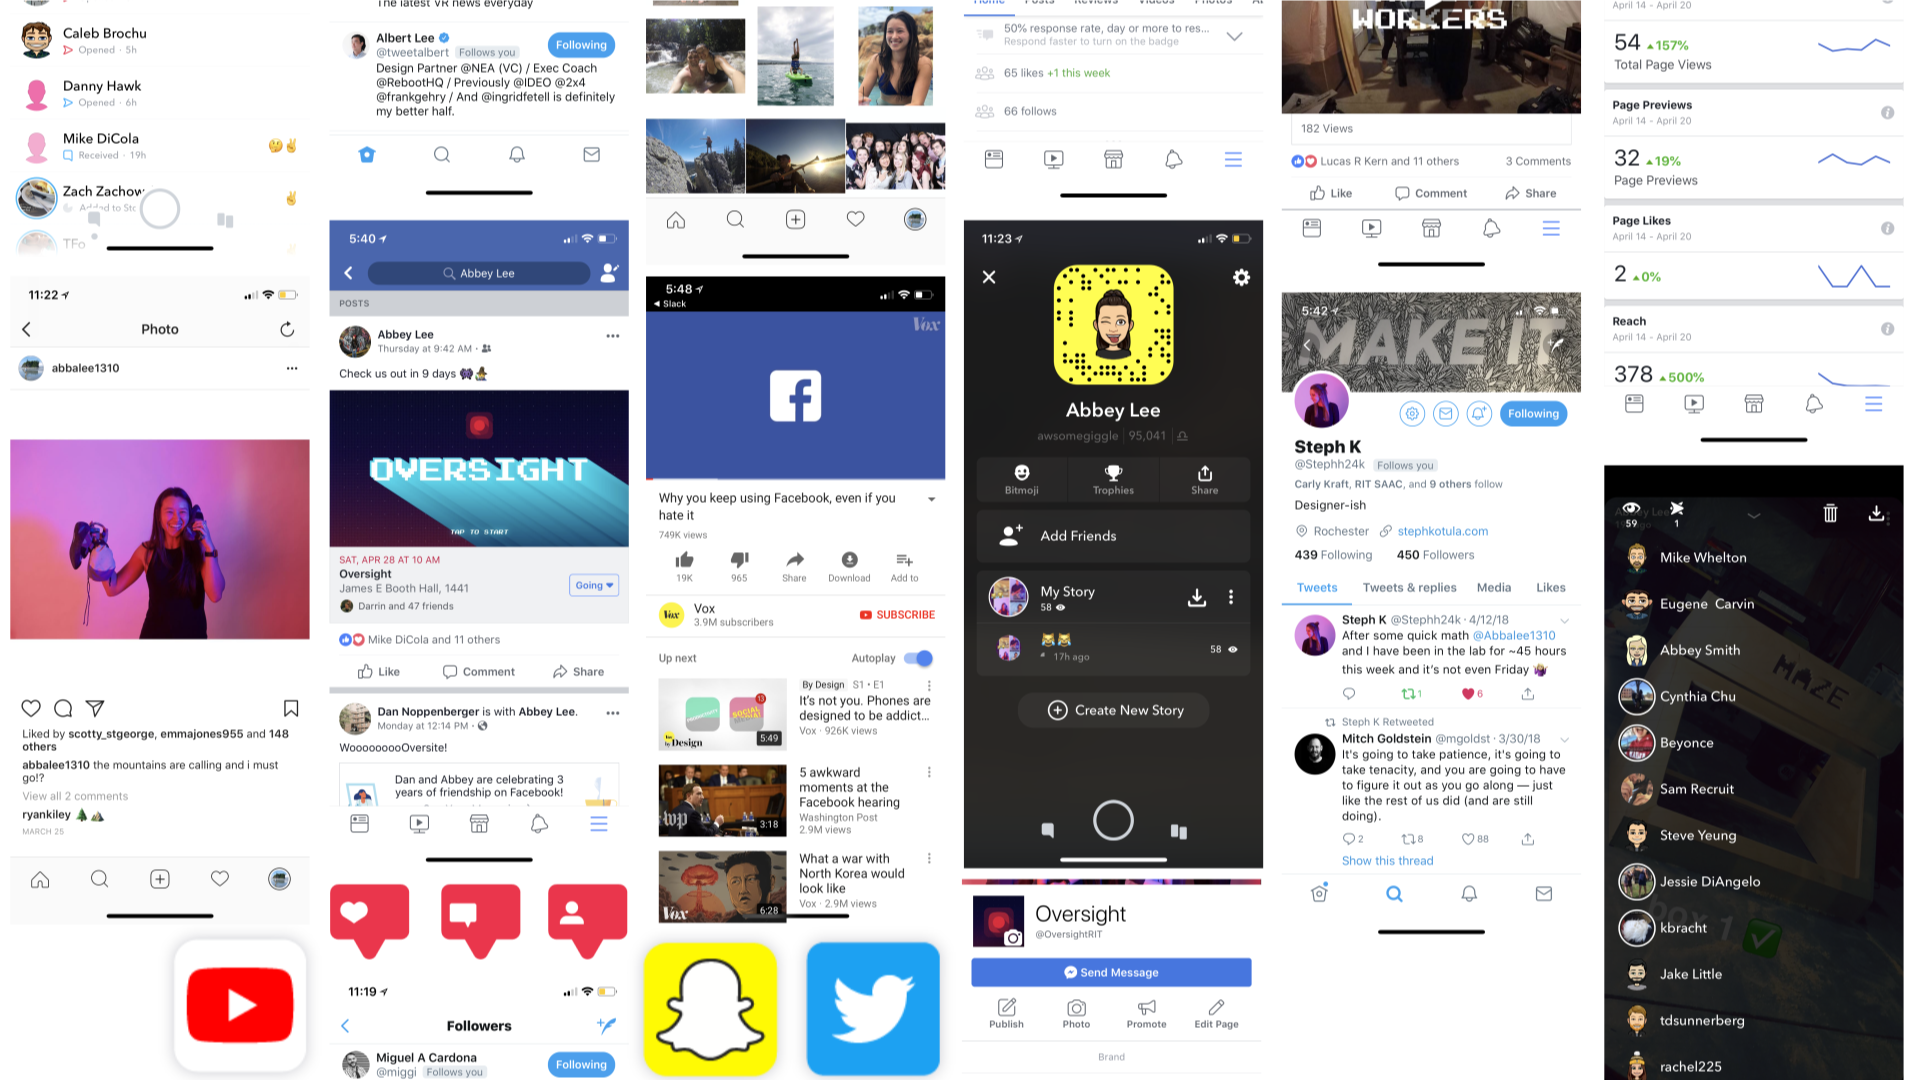 Caleb Brochu
Opened · 5h
Danny Hawk
Opened · 6h
Mike DiCola
Received · 19h
Zach Zachow
Added to Sto
TFo
11:22
Photo
abbalee1310
Liked by scotty_stgeorge, emmajones955 and 148
others
abbalee1310 the mountains are calling and i must
go!?
View all 2 comments
ryankiley
MARCH 25
The latest VR news everyday
Albert Lee
@tweetalbert Follows you
Following
Design Partner @NEA (VC) / Exec Coach
@RebootHQ / Previously @IDEO @2x4
@frankgehry / And @ingridfetell is definitely
my better half.
5:40
Abbey Lee
POSTS
Abbey Lee
Thursday at 9:42 AM ·
Check us out in 9 days
OVERSIGHT
TAP TO START
SAT, APR 28 AT 10 AM
Oversight
James E Booth Hall, 1441
Going
Darrin and 47 friends
Mike DiCola and 11 others
Like
Comment
Share
Dan Noppenberger is with Abbey Lee.
Monday at 12:14 PM ·
WooooooooOversite!
Dan and Abbey are celebrating 3
years of friendship on Facebook!
11:19
Followers
Miguel A Cardona
@miggi Follows you
Following
5:48
Slack
Vox
Why you keep using Facebook, even if you
hate it
749K views
19K
965
Share
Download
Add to
Vox
Vox
3.9M subscribers
SUBSCRIBE
Up next
Autoplay
SOCIAL
13
by Design
5:49
By Design S1 · E1
It's not you. Phones are
designed to be addict...
Vox · 926K views
wp
3:18
5 awkward
moments at the
Facebook hearing
Washington Post
2.9M views
Vox
6:28
What a war with
North Korea would
look like
Vox · 2.9M views
Home
Posts
Reviews
Videos
Photos
50% response rate, day or more to res...
Respond faster to turn on the badge
65 likes +1 this week
66 follows
11:23
Abbey Lee
awsomegiggle | 95,041
Bitmoji
Trophies
Share
Add Friends
My Story
58
17h ago
58
Create New Story
Oversight
@OversightRIT
Send Message
Publish
Photo
Promote
Edit Page
Brand
WORKERS
182 Views
Lucas R Kern and 11 others
3 Comments
Like
Comment
Share
5:42
MAKE IT
Following
Steph K
@Stephh24k Follows you
Carly Kraft, RIT SAAC, and 9 others follow
Designer-ish
Rochester stephkotula.com
439 Following 450 Followers
Tweets
Tweets & replies
Media
Likes
Steph K @Stephh24k · 4/12/18
After some quick math @Abbalee1310
and I have been in the lab for ~45 hours
this week and it's not even Friday
1
6
Steph K Retweeted
Mitch Goldstein @mgoldst · 3/30/18
It's going to take patience, it's going to
take tenacity, and you are going to have
to figure it out as you go along — just
like the rest of us did (and are still
doing).
2
8
88
Show this thread
April 14 - April 20
54 157%
Total Page Views
Page Previews
April 14 - April 20
32 19%
Page Previews
Page Likes
April 14 - April 20
2 0%
Reach
April 14 - April 20
378 500%
59
1
Mike Whelton
Eugene Carvin
Abbey Smith
MAZE
Cynthia Chu
Beyonce
Sam Recruit
Steve Yeung
Jessie DiAngelo
box 1
kbracht
Jake Little
tdsunnerberg
rachel225